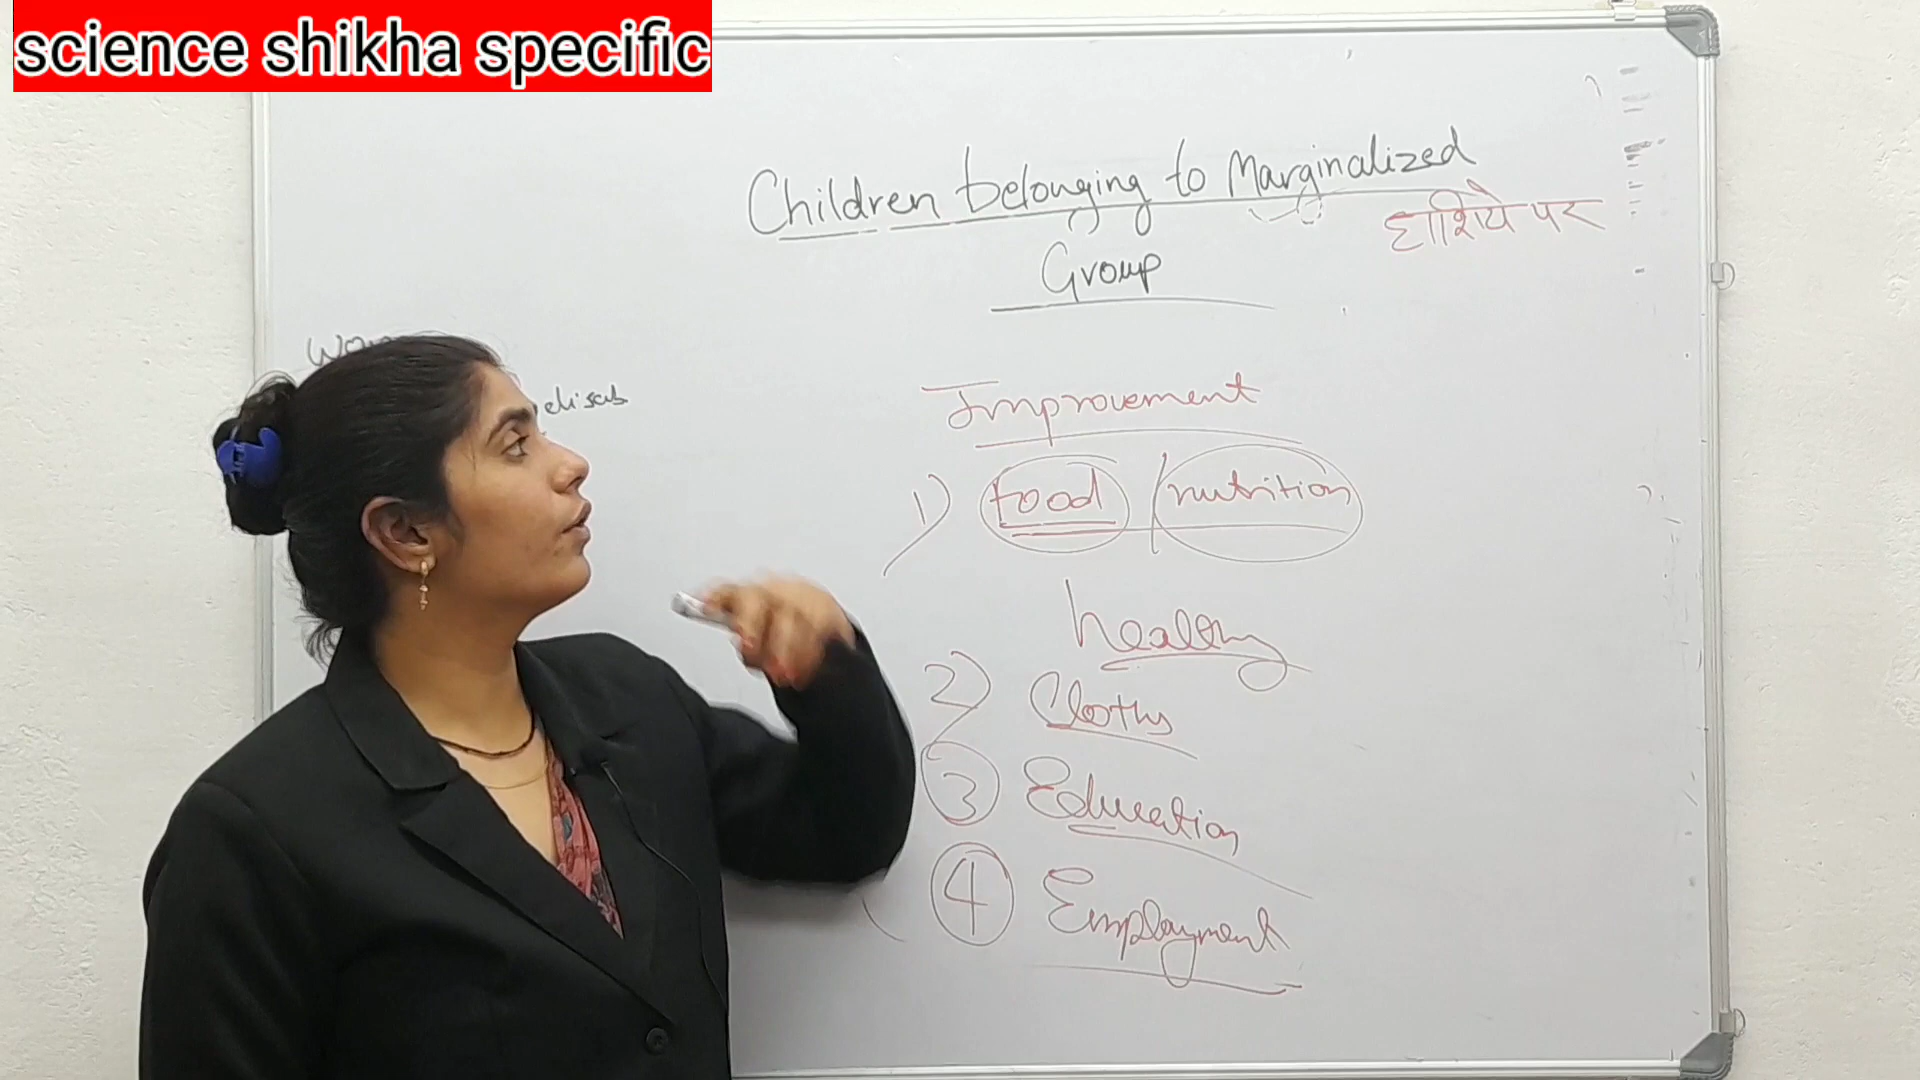 science shikha specific
Children belonging to Marginalized
हाशिये पर
Group
disab
Improvement
1) food / nutrition
healthy
2) Cloths
3 Education
4 Employment